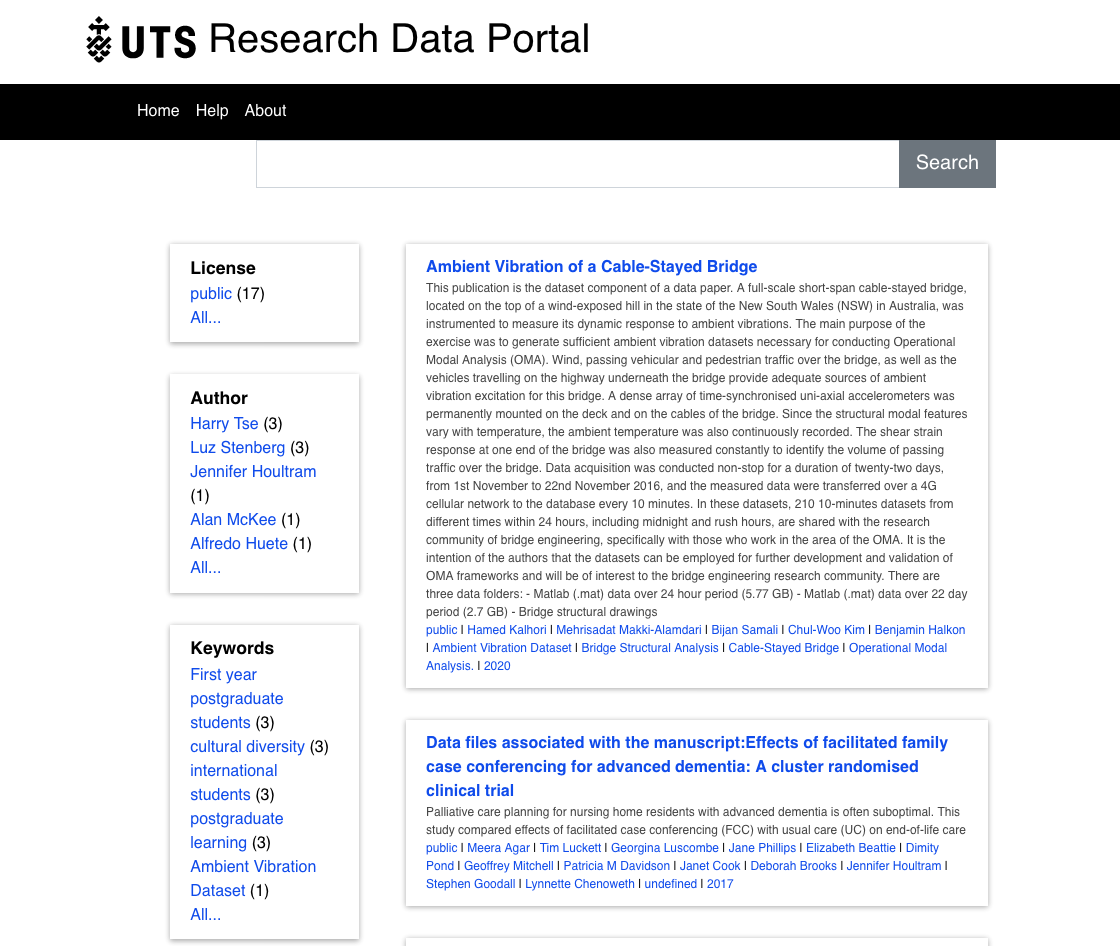 UTS Research Data Portal
Home Help About
Search
License
public (17)
All...
Author
Harry Tse (3)
Luz Stenberg (3)
Jennifer Houltram
(1)
Alan McKee (1)
Alfredo Huete (1)
All...
Keywords
First year
postgraduate
students (3)
cultural diversity (3)
international
students (3)
postgraduate
learning (3)
Ambient Vibration
Dataset (1)
All...
Ambient Vibration of a Cable-Stayed Bridge
This publication is the dataset component of a data paper. A full-scale short-span cable-stayed bridge,
located on the top of a wind-exposed hill in the state of the New South Wales (NSW) in Australia, was
instrumented to measure its dynamic response to ambient vibrations. The main purpose of the
exercise was to generate sufficient ambient vibration datasets necessary for conducting Operational
Modal Analysis (OMA). Wind, passing vehicular and pedestrian traffic over the bridge, as well as the
vehicles travelling on the highway underneath the bridge provide adequate sources of ambient
vibration excitation for this bridge. A dense array of time-synchronised uni-axial accelerometers was
permanently mounted on the deck and on the cables of the bridge. Since the structural modal features
vary with temperature, the ambient temperature was also continuously recorded. The shear strain
response at one end of the bridge was also measured constantly to identify the volume of passing
traffic over the bridge. Data acquisition was conducted non-stop for a duration of twenty-two days,
from 1st November to 22nd November 2016, and the measured data were transferred over a 4G
cellular network to the database every 10 minutes. In these datasets, 210 10-minutes datasets from
different times within 24 hours, including midnight and rush hours, are shared with the research
community of bridge engineering, specifically with those who work in the area of the OMA. It is the
intention of the authors that the datasets can be employed for further development and validation of
OMA frameworks and will be of interest to the bridge engineering research community. There are
three data folders: - Matlab (.mat) data over 24 hour period (5.77 GB) - Matlab (.mat) data over 22 day
period (2.7 GB) - Bridge structural drawings
public | Hamed Kalhori | Mehrisadat Makki-Alamdari | Bijan Samali | Chul-Woo Kim | Benjamin Halkon
| Ambient Vibration Dataset | Bridge Structural Analysis | Cable-Stayed Bridge | Operational Modal
Analysis. | 2020
Data files associated with the manuscript:Effects of facilitated family
case conferencing for advanced dementia: A cluster randomised
clinical trial
Palliative care planning for nursing home residents with advanced dementia is often suboptimal. This
study compared effects of facilitated case conferencing (FCC) with usual care (UC) on end-of-life care
public | Meera Agar | Tim Luckett | Georgina Luscombe | Jane Phillips | Elizabeth Beattie | Dimity
Pond | Geoffrey Mitchell | Patricia M Davidson | Janet Cook | Deborah Brooks | Jennifer Houltram |
Stephen Goodall | Lynnette Chenoweth | undefined | 2017